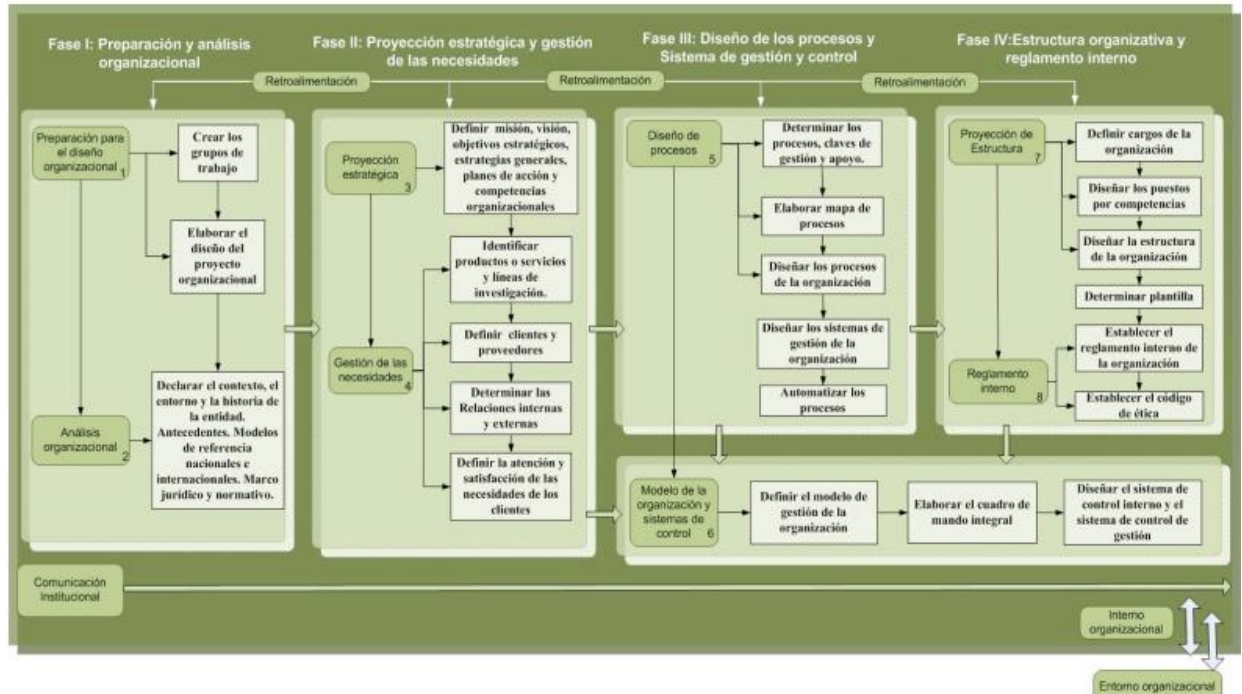 Fase I: Preparación y análisis
organizacional
Fase II: Proyección estratégica y gestión
de las necesidades
Fase III: Diseño de los procesos y
Sistema de gestión y control
Fase IV:Estructura organizativa y
reglamento interno
Retroalimentación
Retroalimentación
Retroalimentación
Preparación para
el diseño
organizacional
1
Crear los
grupos de
trabajo
Elaborar el
diseño del
proyecto
organizacional
Análisis
organizacional
2
Declarar el contexto, el
entorno y la historia de
la entidad.
Antecedentes. Modelos
de referencia
nacionales e
internacionales. Marco
jurídico y normativo.
Proyección
estratégica
3
Definir misión, visión,
objetivos estratégicos,
estrategias generales,
planes de acción y
competencias
organizacionales
Identificar
productos o servicios
y líneas de
investigación.
Definir clientes y
proveedores
Gestión de las
necesidades
4
Determinar las
Relaciones internas
y externas
Definir la atención y
satisfacción de las
necesidades de los
clientes
Diseño de
procesos
5
Determinar los
procesos, claves de
gestión y apoyo.
Elaborar mapa de
procesos
Diseñar los procesos
de la organización
Diseñar los sistemas de
gestión de la
organización
Automatizar los
procesos
Proyección de
Estructura
7
Definir cargos de la
organización
Diseñar los puestos
por competencias
Diseñar la estructura
de la organización
Determinar plantilla
Establecer el
reglamento interno de
la organización
Reglamento
interno
8
Establecer el código
de ética
Modelo de la
organización y
sistemas de
control
6
Definir el modelo de
gestión de la
organización
Elaborar el cuadro de
mando integral
Diseñar el sistema de
control interno y el
sistema de control de
gestión
Comunicación
Institucional
Interno
organizacional
Entorno organizacional